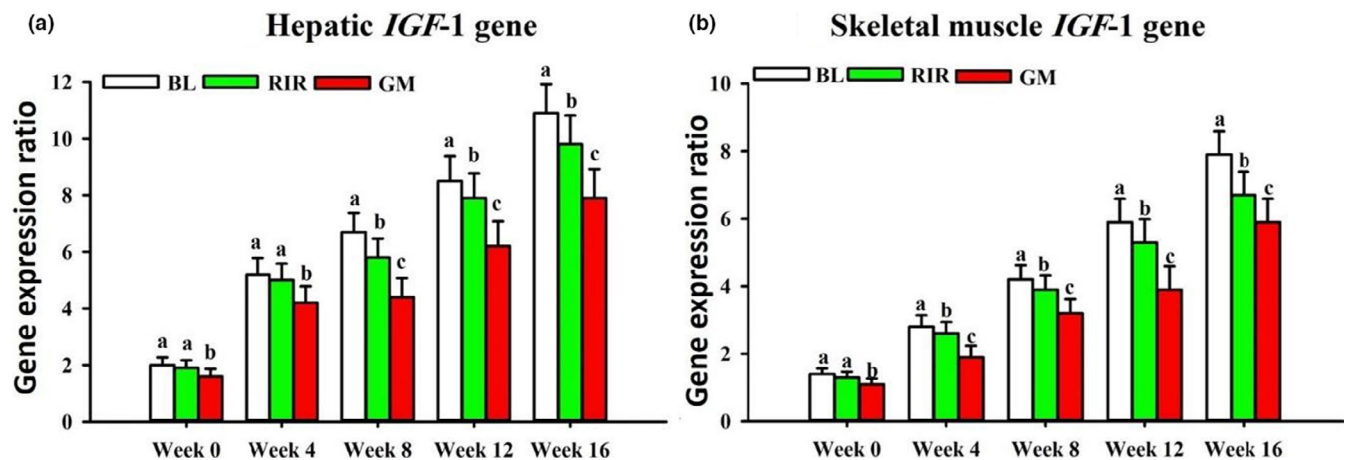 (a)
Hepatic IGF-1 gene
BL RIR GM
Gene expression ratio
12
10
8
6
4
2
0
a a b
a a b
a b c
a b c
a b c
Week 0 Week 4 Week 8 Week 12 Week 16
(b)
Skeletal muscle IGF-1 gene
BL RIR GM
Gene expression ratio
10
8
6
4
2
0
a a b
a b c
a b c
a b c
a b c
Week 0 Week 4 Week 8 Week 12 Week 16